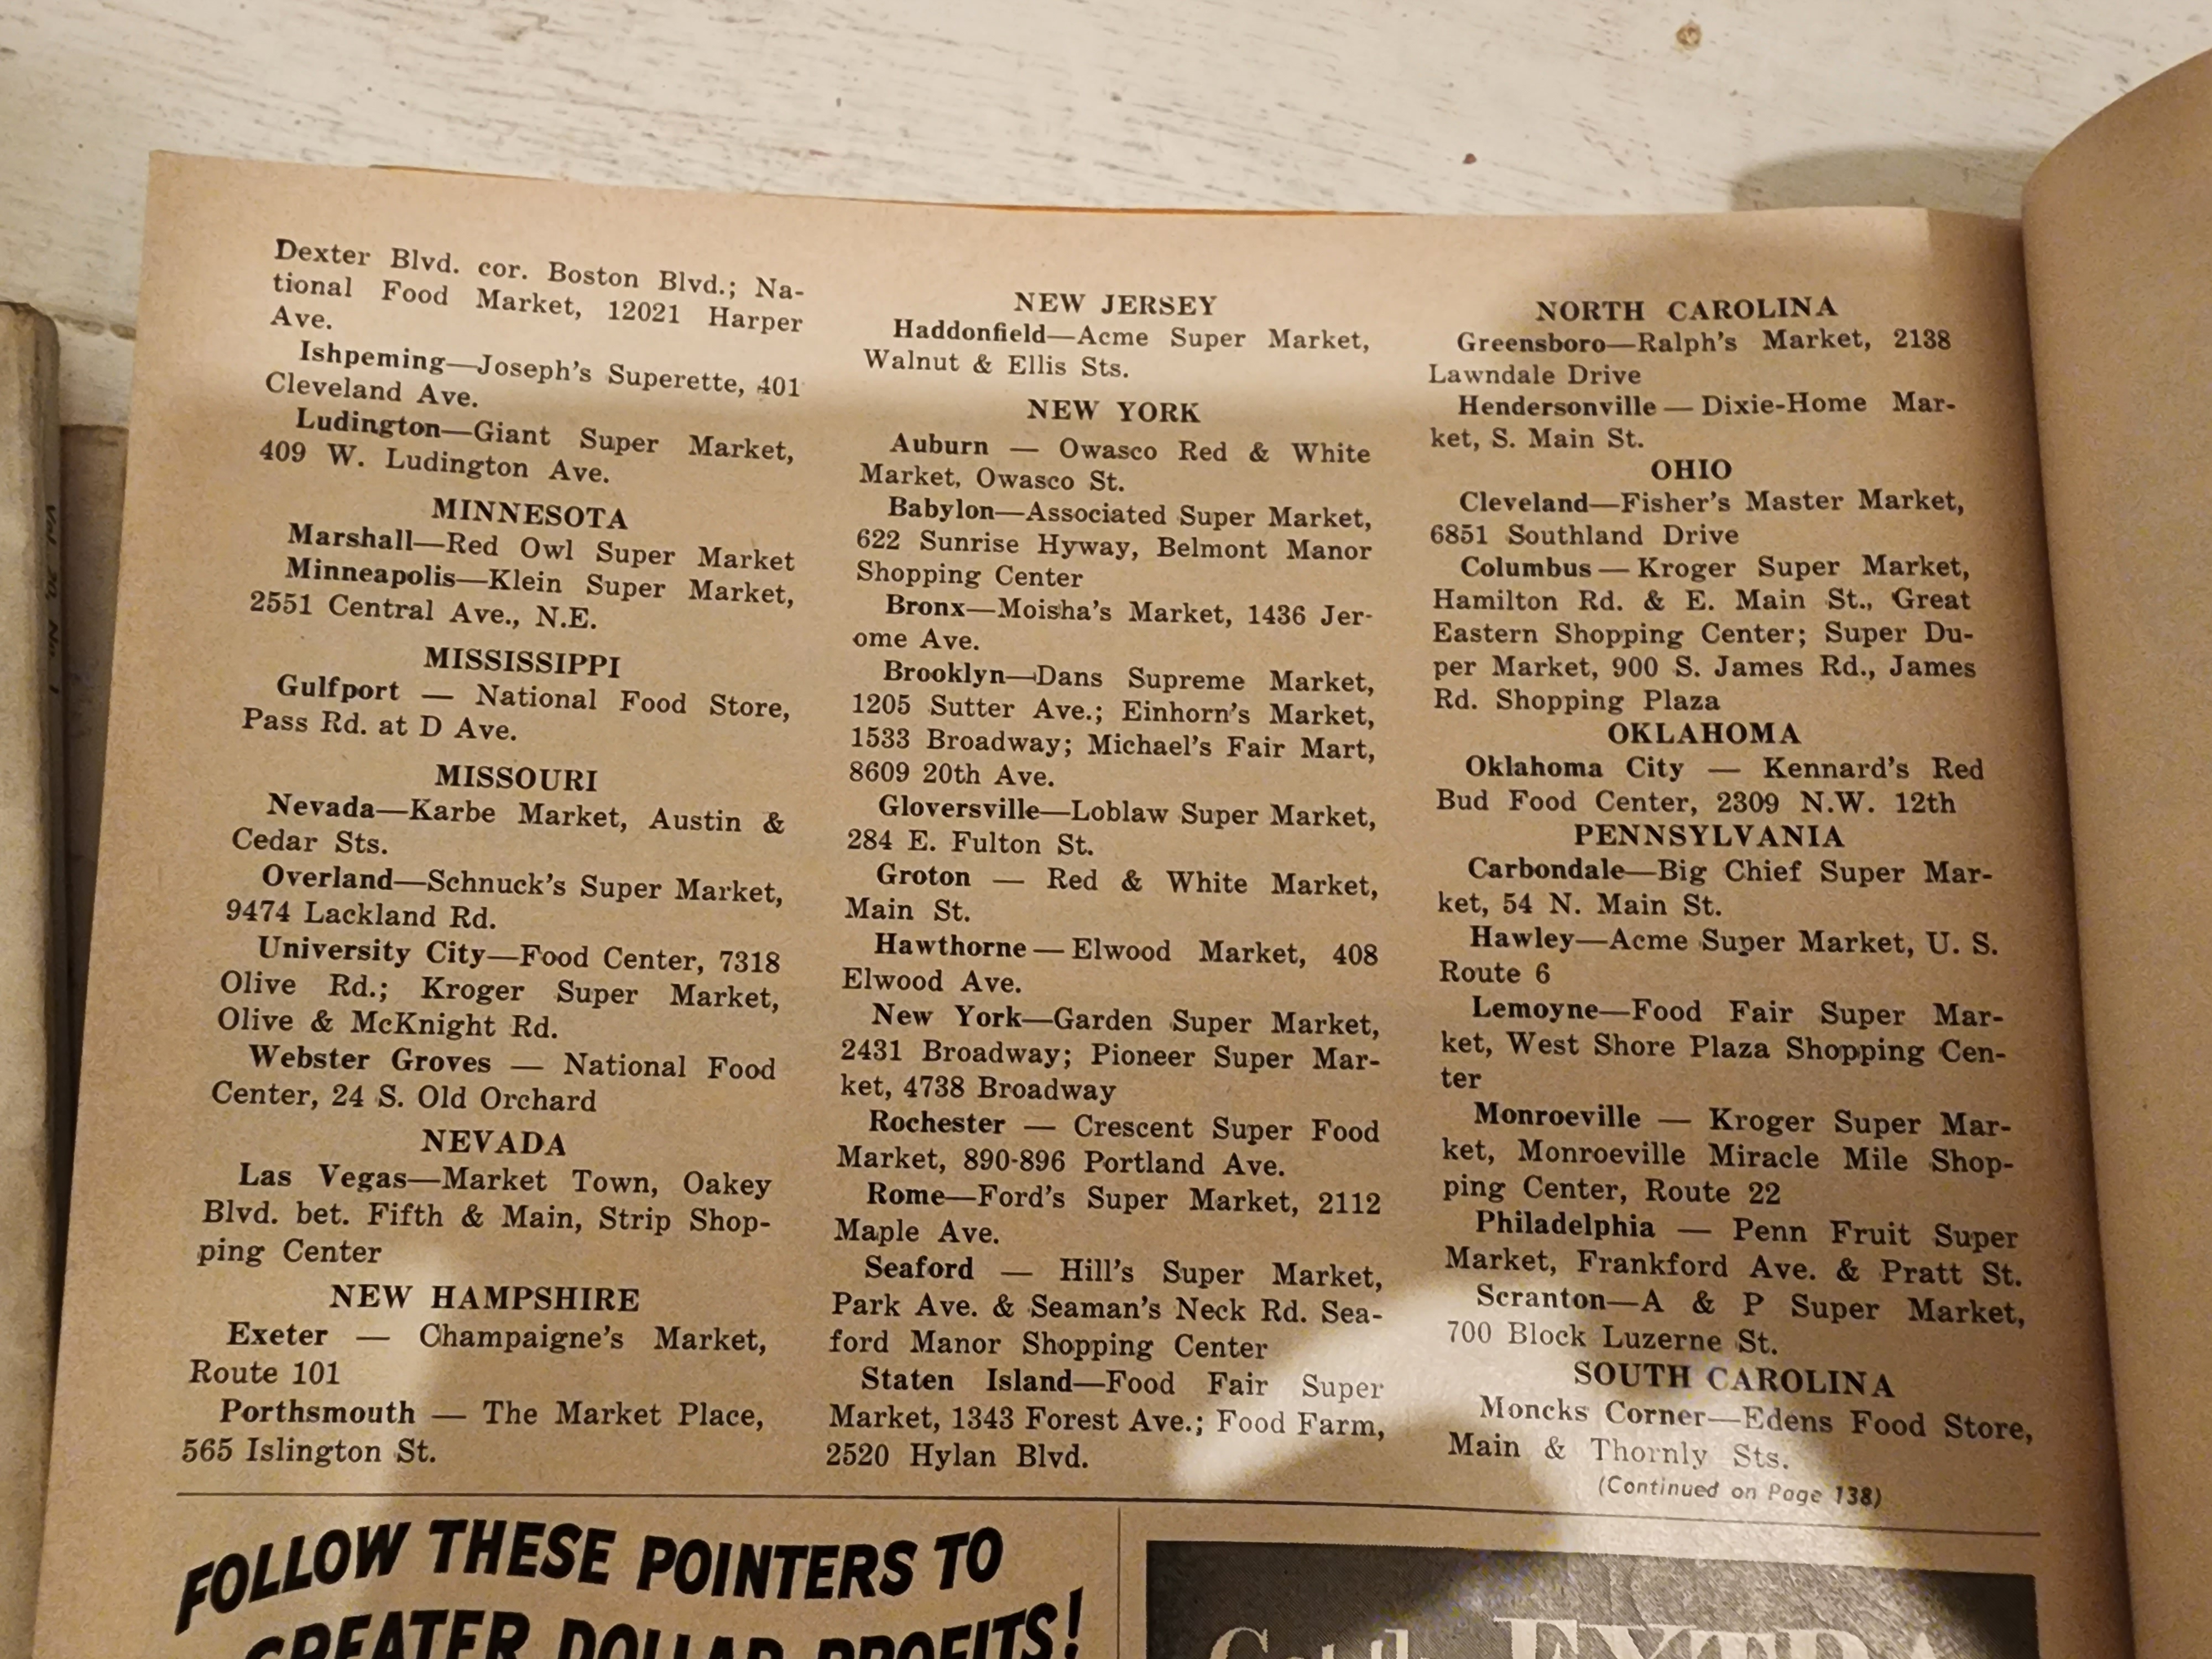 Dexter Blvd. cor. Boston Blvd.; Na-
tional Food Market, 12021 Harper
Ave.
Ishpeming—Joseph's Superette, 401
Cleveland Ave.
Ludington—Giant Super Market,
409 W. Ludington Ave.
MINNESOTA
Marshall—Red Owl Super Market
Minneapolis—Klein Super Market,
2551 Central Ave., N.E.
MISSISSIPPI
Gulfport — National Food Store,
Pass Rd. at D Ave.
MISSOURI
Nevada—Karbe Market, Austin &
Cedar Sts.
Overland—Schnuck's Super Market,
9474 Lackland Rd.
University City—Food Center, 7318
Olive Rd.; Kroger Super Market,
Olive & McKnight Rd.
Webster Groves — National Food
Center, 24 S. Old Orchard
NEVADA
Las Vegas—Market Town, Oakey
Blvd. bet. Fifth & Main, Strip Shop-
ping Center
NEW HAMPSHIRE
Exeter — Champaigne's Market,
Route 101
Porthsmouth — The Market Place,
565 Islington St.
NEW JERSEY
Haddonfield—Acme Super Market,
Walnut & Ellis Sts.
NEW YORK
Auburn — Owasco Red & White
Market, Owasco St.
Babylon—Associated Super Market,
622 Sunrise Hyway, Belmont Manor
Shopping Center
Bronx—Moisha's Market, 1436 Jer-
ome Ave.
Brooklyn—Dans Supreme Market,
1205 Sutter Ave.; Einhorn's Market,
1533 Broadway; Michael's Fair Mart,
8609 20th Ave.
Gloversville—Loblaw Super Market,
284 E. Fulton St.
Groton — Red & White Market,
Main St.
Hawthorne — Elwood Market, 408
Elwood Ave.
New York—Garden Super Market,
2431 Broadway; Pioneer Super Mar-
ket, 4738 Broadway
Rochester — Crescent Super Food
Market, 890-896 Portland Ave.
Rome—Ford's Super Market, 2112
Maple Ave.
Seaford — Hill's Super Market,
Park Ave. & Seaman's Neck Rd. Sea-
ford Manor Shopping Center
Staten Island—Food Fair Super
Market, 1343 Forest Ave.; Food Farm,
2520 Hylan Blvd.
NORTH CAROLINA
Greensboro—Ralph's Market, 2138
Lawndale Drive
Hendersonville — Dixie-Home Mar-
ket, S. Main St.
OHIO
Cleveland—Fisher's Master Market,
6851 Southland Drive
Columbus — Kroger Super Market,
Hamilton Rd. & E. Main St., Great
Eastern Shopping Center; Super Du-
per Market, 900 S. James Rd., James
Rd. Shopping Plaza
OKLAHOMA
Oklahoma City — Kennard's Red
Bud Food Center, 2309 N.W. 12th
PENNSYLVANIA
Carbondale—Big Chief Super Mar-
ket, 54 N. Main St.
Hawley—Acme Super Market, U. S.
Route 6
Lemoyne—Food Fair Super Mar-
ket, West Shore Plaza Shopping Cen-
ter
Monroeville — Kroger Super Mar-
ket, Monroeville Miracle Mile Shop-
ping Center, Route 22
Philadelphia — Penn Fruit Super
Market, Frankford Ave. & Pratt St.
Scranton—A & P Super Market,
700 Block Luzerne St.
SOUTH CAROLINA
Moncks Corner—Edens Food Store,
Main & Thornly Sts.
(Continued on Page 138)
FOLLOW THESE POINTERS TO
GREATER DOLLAR PROFITS!
EXTRA
Vol. 30, No. 1